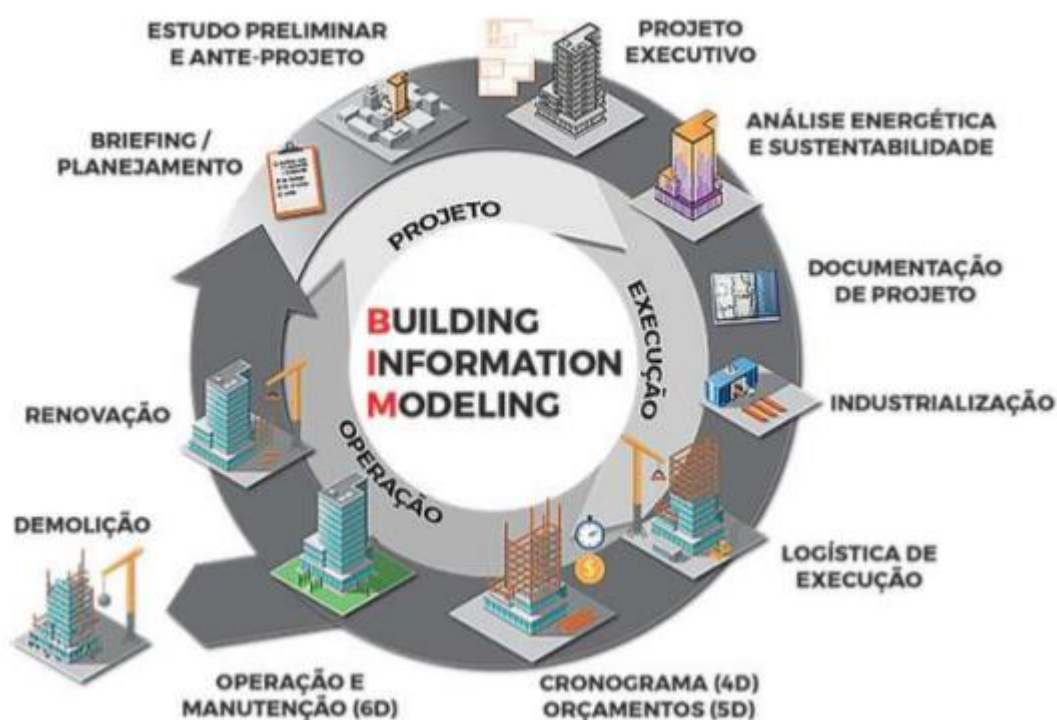 ESTUDO PRELIMINAR
E ANTE-PROJETO
PROJETO
EXECUTIVO
BRIEFING /
PLANEJAMENTO
ANÁLISE ENERGÉTICA
E SUSTENTABILIDADE
PROJETO
DOCUMENTAÇÃO
DE PROJETO
EXECUÇÃO
BUILDING
INFORMATION
MODELING
RENOVAÇÃO
INDUSTRIALIZAÇÃO
OPERAÇÃO
DEMOLIÇÃO
LOGÍSTICA DE
EXECUÇÃO
OPERAÇÃO E
MANUTENÇÃO (6D)
CRONOGRAMA (4D)
ORÇAMENTOS (5D)
$